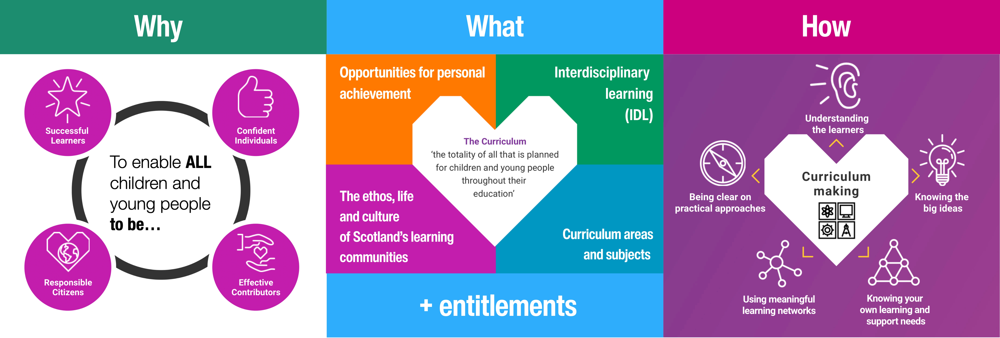 Why
Successful
Learners
Confident
Individuals
To enable ALL
children and
young people
to be...
Responsible
Citizens
Effective
Contributors
What
Opportunities for personal
achievement
Interdisciplinary
learning
(IDL)
The Curriculum
‘the totality of all that is planned
for children and young people
throughout their
education’
The ethos, life
and culture
of Scotland’s learning
communities
Curriculum areas
and subjects
+ entitlements
How
Understanding
the learners
Being clear on
practical approaches
Curriculum
making
Knowing the
big ideas
Using meaningful
learning networks
Knowing your
own learning and
support needs